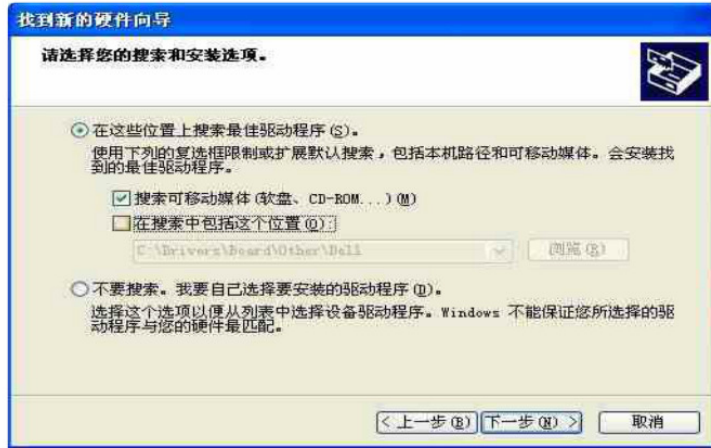 找到新的硬件向导
请选择您的搜索和安装选项。
在这些位置上搜索最佳驱动程序(S)。
使用下列的复选框限制或扩展默认搜索，包括本机路径和可移动媒体。会安装找
到的最佳驱动程序。
搜索可移动媒体(软盘、CD-ROM...)(M)
在搜索中包括这个位置(O):
C:\Drivers\Board\Other\Dell
浏览(R)
不要搜索。我要自己选择要安装的驱动程序(D)。
选择这个选项以便从列表中选择设备驱动程序。Windows 不能保证您所选择的驱
动程序与您的硬件最匹配。
< 上一步(B) 下一步(N) > 取消